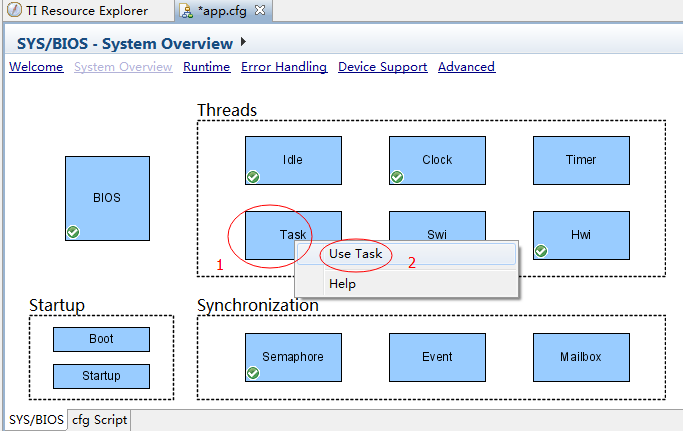 TI Resource Explorer
*app.cfg
SYS/BIOS - System Overview
Welcome System Overview Runtime Error Handling Device Support Advanced
Threads
Idle
Clock
Timer
BIOS
Task
Swi
Hwi
1
Use Task
2
Help
Startup
Synchronization
Boot
Startup
Semaphore
Event
Mailbox
SYS/BIOS cfg Script